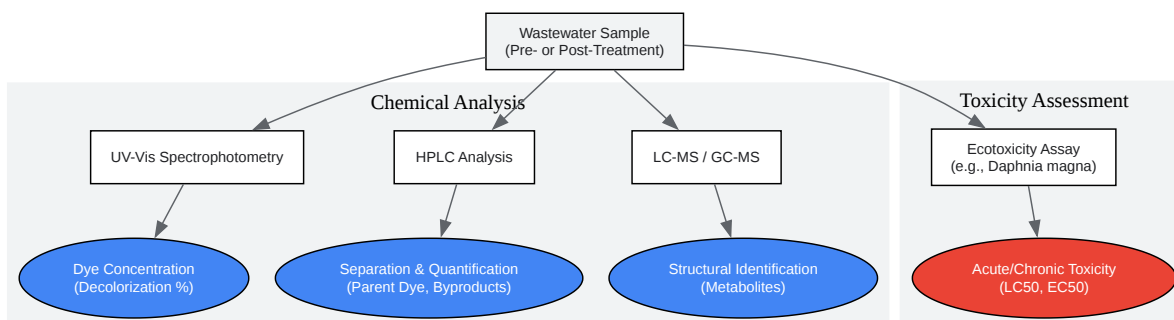 Wastewater Sample
(Pre- or Post-Treatment)
Chemical Analysis
Toxicity Assessment
UV-Vis Spectrophotometry
HPLC Analysis
LC-MS / GC-MS
Ecotoxicity Assay
(e.g., Daphnia magna)
Dye Concentration
(Decolorization %)
Separation & Quantification
(Parent Dye, Byproducts)
Structural Identification
(Metabolites)
Acute/Chronic Toxicity
(LC50, EC50)